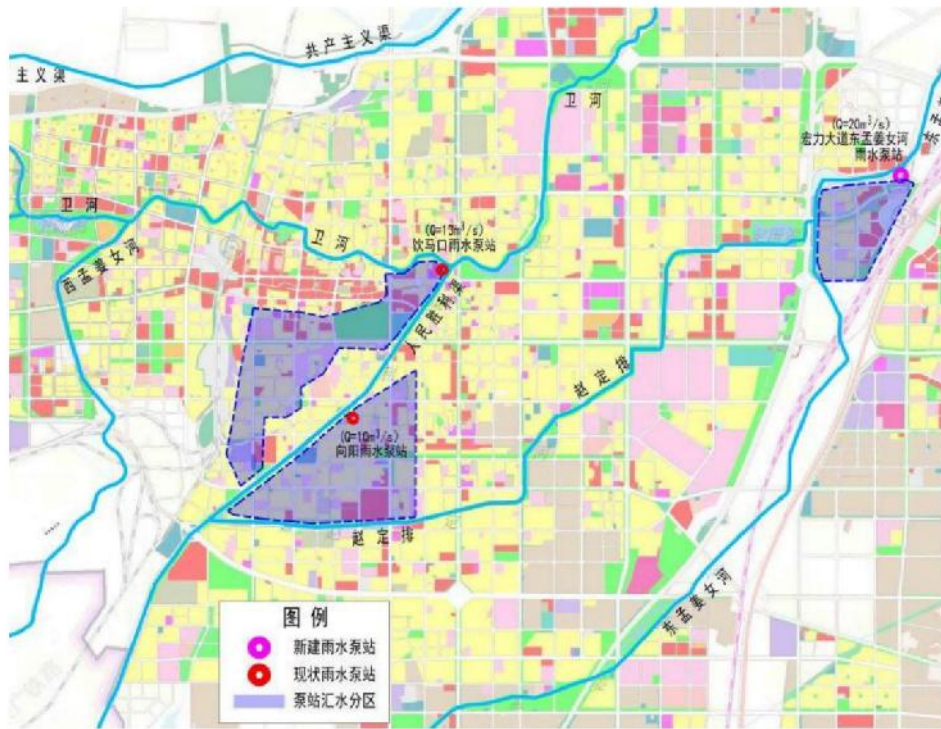 共产主义渠
主义渠
卫河
(Q=20m³/s)
宏力大道东孟姜女河
雨水泵站
卫河
卫河
(Q=13m³/s)
饮马口雨水泵站
西孟姜女河
人民胜利渠
赵定排
(Q=10m³/s)
向阳雨水泵站
赵定排
东孟姜女河
图例
新建雨水泵站
现状雨水泵站
泵站汇水分区